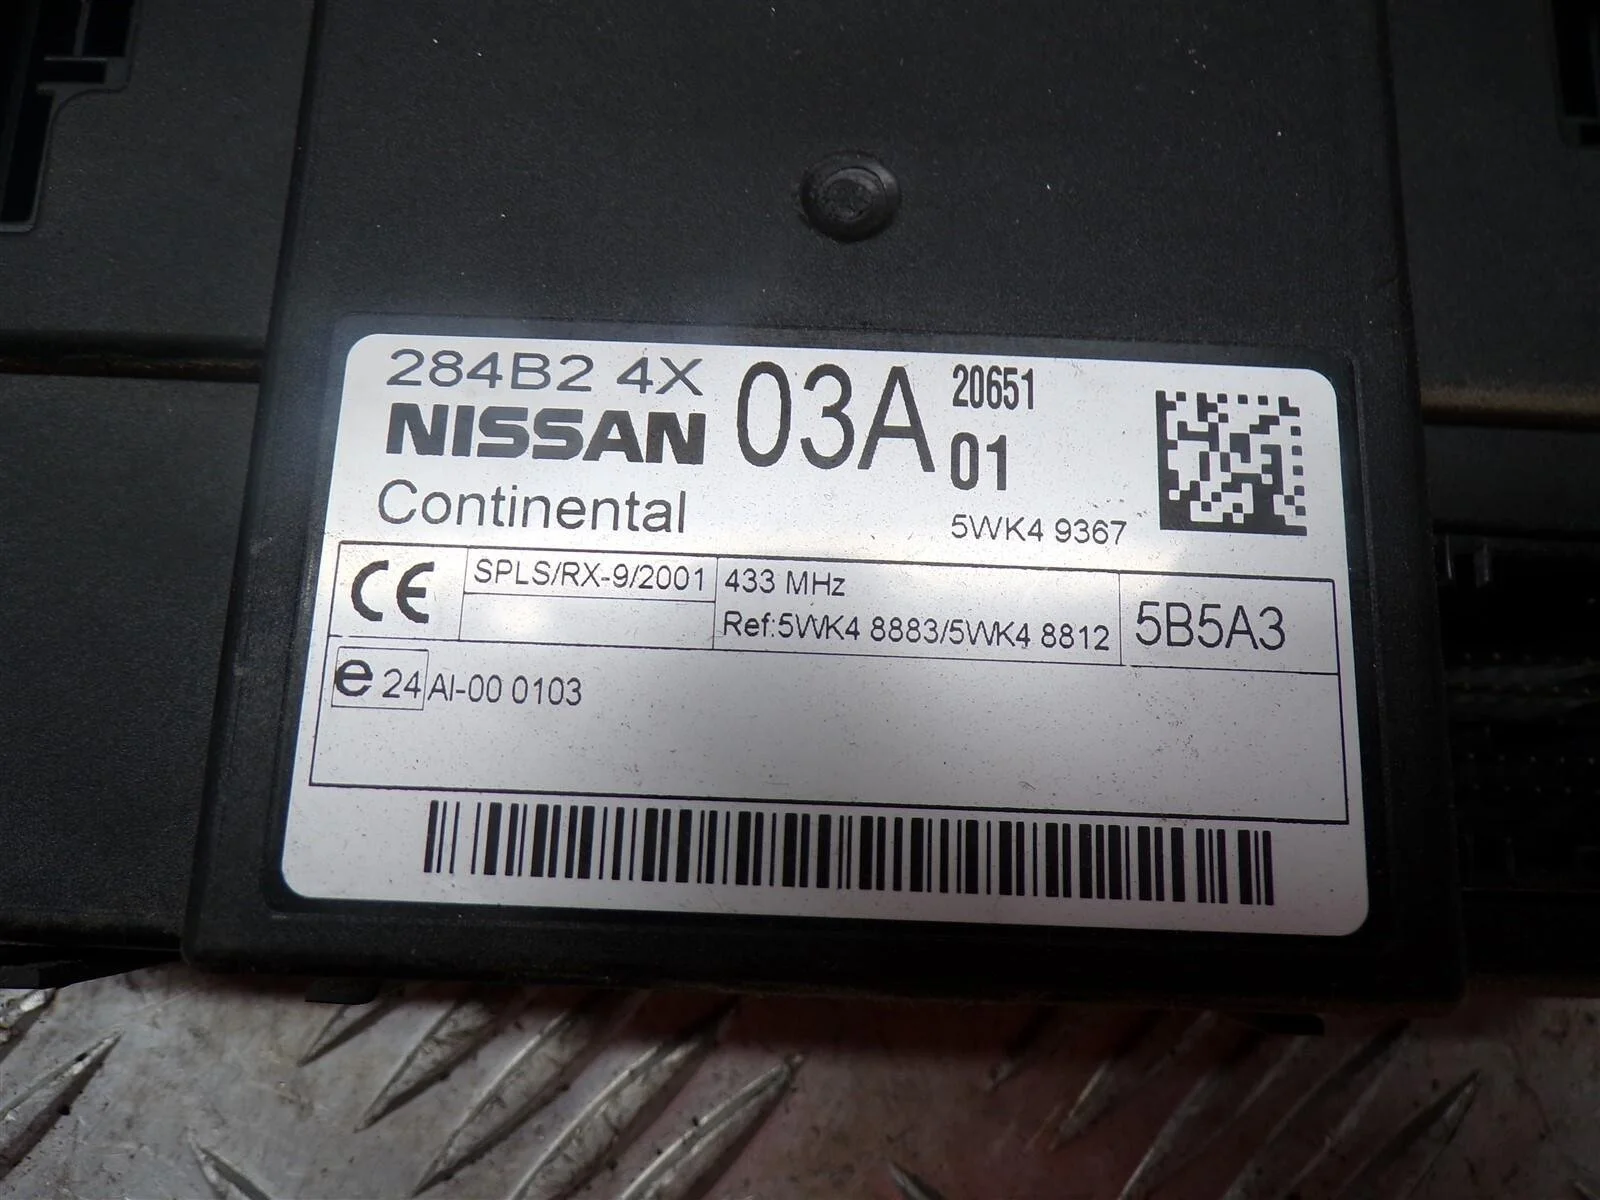 284B2 4X 03A 20651
NISSAN 01
Continental 5WK4 9367
CE SPLS/RX-9/2001 433 MHz
Ref:5WK4 8883/5WK4 8812 5B5A3
e 24 AI-00 0103